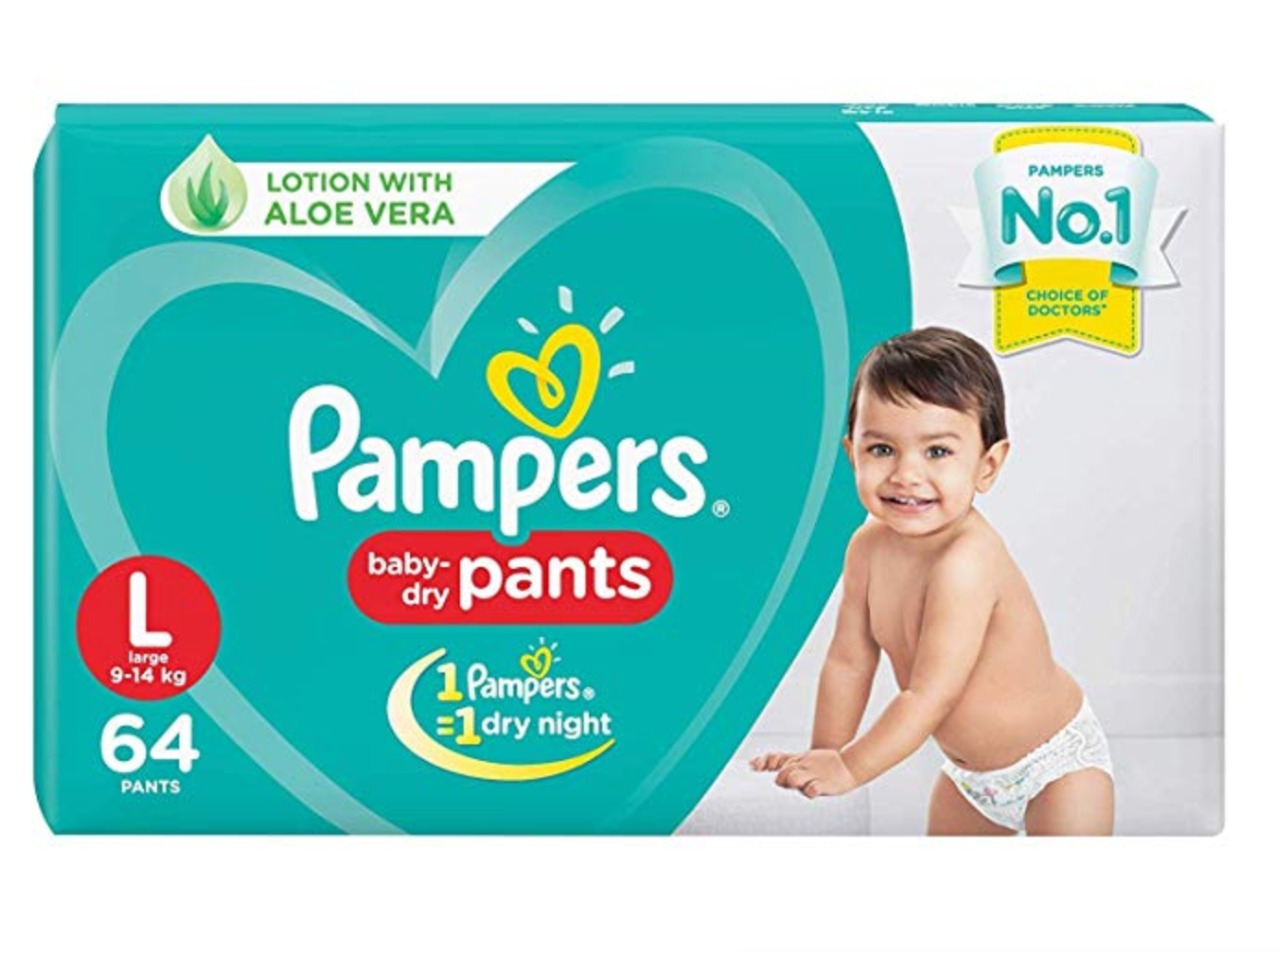 LOTION WITH
ALOE VERA
PAMPERS
No.1
CHOICE OF
DOCTORS*
Pampers®
baby-
dry pants
L
large
9-14 kg
64
PANTS
1 Pampers®
=1 dry night